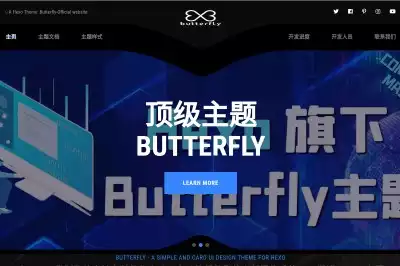 A Hexo Theme: Butterfly-Official website
butterfly
主页
主题文档
主题样式
开发进度
开发人员
联系我们
顶级主题
BUTTERFLY
LEARN MORE
Hexo 旗下
Butterfly主题
BUTTERFLY - A SIMPLE AND CARD UI DESIGN THEME FOR HEXO